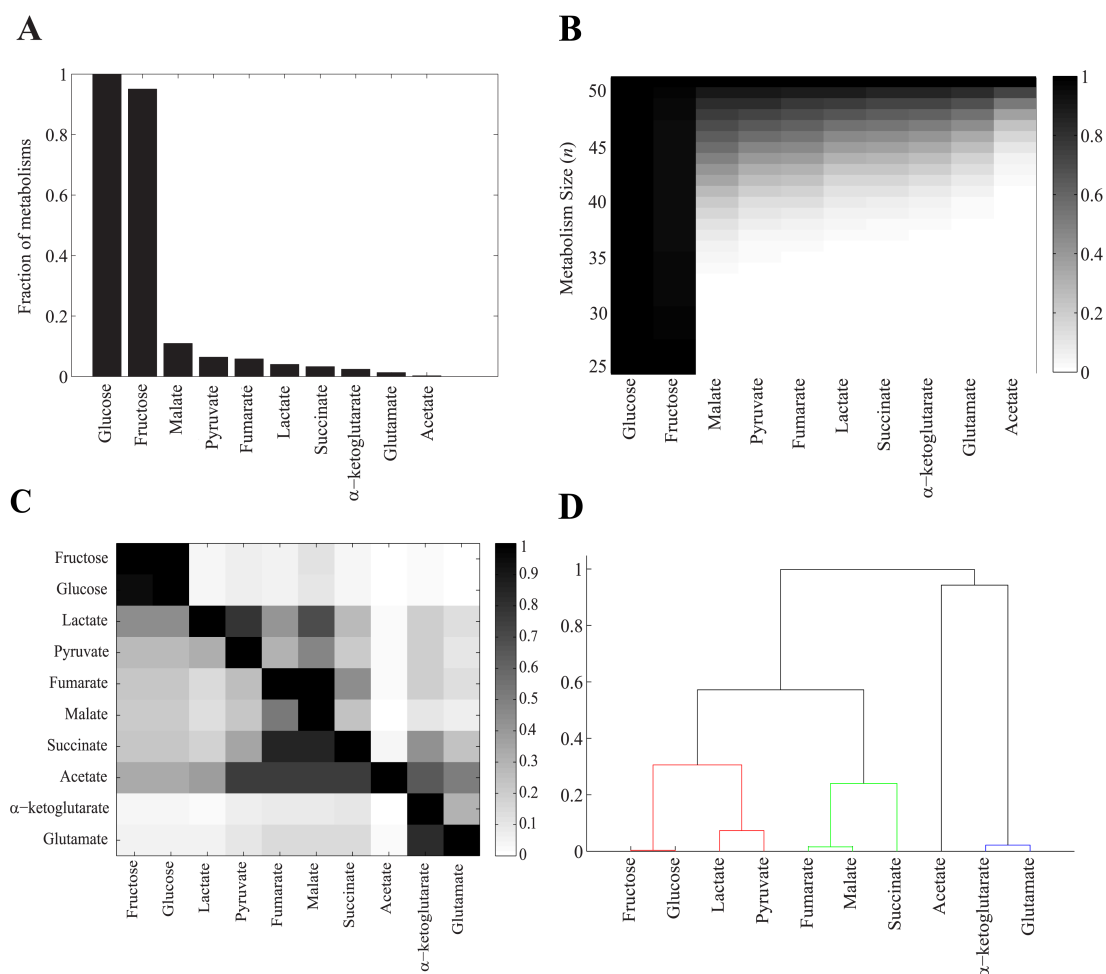 A
Fraction of metabolisms
1
0.8
0.6
0.4
0.2
0
Glucose
Fructose
Malate
Pyruvate
Fumarate
Lactate
Succinate
α−ketoglutarate
Glutamate
Acetate
B
Metabolism Size (n)
50
45
40
35
30
25
Glucose
Fructose
Malate
Pyruvate
Fumarate
Lactate
Succinate
α−ketoglutarate
Glutamate
Acetate
1
0.8
0.6
0.4
0.2
0
C
Fructose
Glucose
Lactate
Pyruvate
Fumarate
Malate
Succinate
Acetate
α−ketoglutarate
Glutamate
Fructose
Glucose
Lactate
Pyruvate
Fumarate
Malate
Succinate
Acetate
α−ketoglutarate
Glutamate
1
0.9
0.8
0.7
0.6
0.5
0.4
0.3
0.2
0.1
0
D
1
0.8
0.6
0.4
0.2
0
Fructose
Glucose
Lactate
Pyruvate
Fumarate
Malate
Succinate
Acetate
α−ketoglutarate
Glutamate